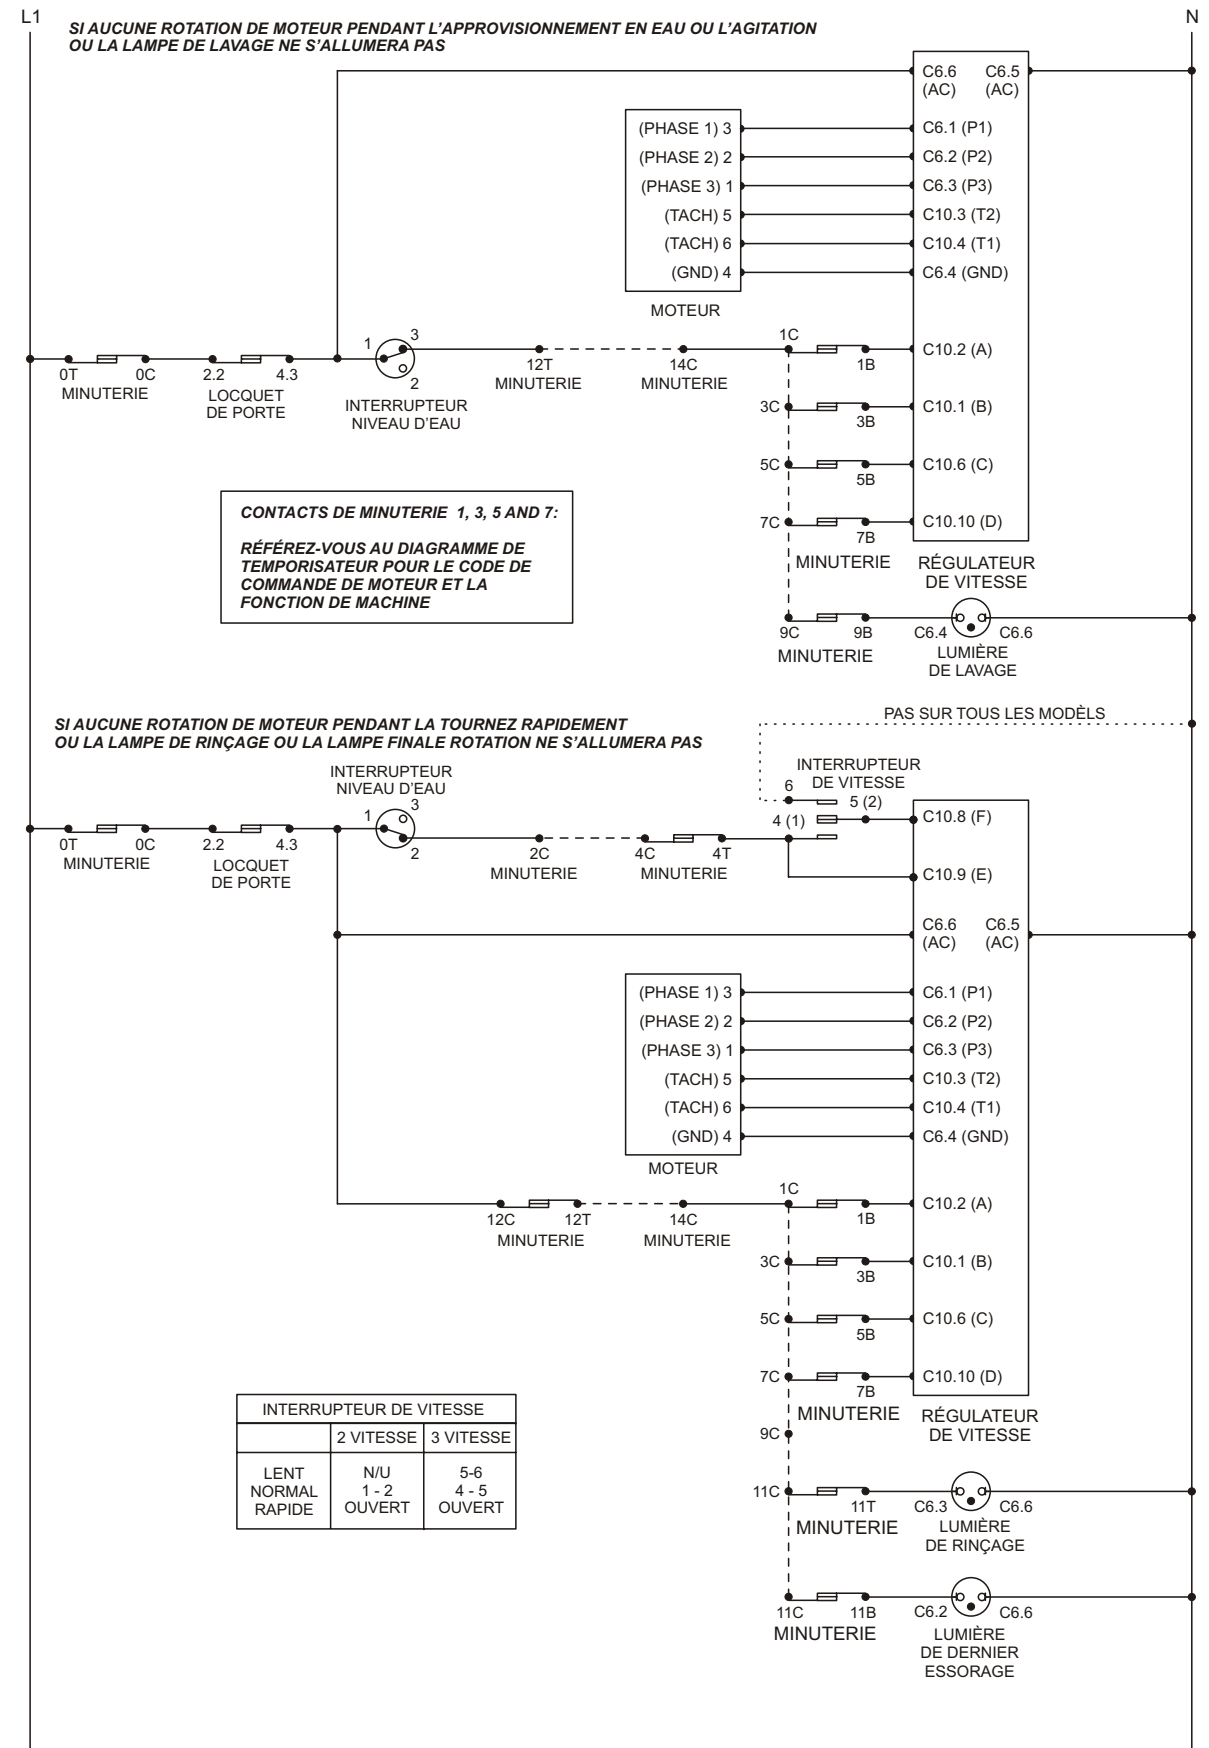 L1
N
SI AUCUNE ROTATION DE MOTEUR PENDANT L'APPROVISIONNEMENT EN EAU OU L'AGITATION
OU LA LAMPE DE LAVAGE NE S'ALLUMERA PAS
C6.6 C6.5
(AC) (AC)
(PHASE 1) 3 C6.1 (P1)
(PHASE 2) 2 C6.2 (P2)
(PHASE 3) 1 C6.3 (P3)
(TACH) 5 C10.3 (T2)
(TACH) 6 C10.4 (T1)
(GND) 4 C6.4 (GND)
MOTEUR
1 3 1C
C10.2 (A)
0T 0C 2.2 4.3 2 12T 14C 1B
MINUTERIE LOCQUET MINUTERIE MINUTERIE
DE PORTE
INTERRUPTEUR
NIVEAU D'EAU
3C 3B C10.1 (B)
5C 5B C10.6 (C)
7C 7B C10.10 (D)
CONTACTS DE MINUTERIE 1, 3, 5 AND 7:
RÉFÉREZ-VOUS AU DIAGRAMME DE
TEMPORISATEUR POUR LE CODE DE
COMMANDE DE MOTEUR ET LA
FONCTION DE MACHINE
MINUTERIE RÉGULATEUR
DE VITESSE
9C 9B C6.4 C6.6
MINUTERIE LUMIÈRE
DE LAVAGE
PAS SUR TOUS LES MODÈLS
SI AUCUNE ROTATION DE MOTEUR PENDANT LA TOURNEZ RAPIDEMENT
OU LA LAMPE DE RINÇAGE OU LA LAMPE FINALE ROTATION NE S'ALLUMERA PAS
INTERRUPTEUR
NIVEAU D'EAU
INTERRUPTEUR
DE VITESSE
6 5 (2)
1 3 4 (1) C10.8 (F)
0T 0C 2.2 4.3 2 2C 4C 4T
MINUTERIE LOCQUET MINUTERIE MINUTERIE
DE PORTE
C10.9 (E)
C6.6 C6.5
(AC) (AC)
(PHASE 1) 3 C6.1 (P1)
(PHASE 2) 2 C6.2 (P2)
(PHASE 3) 1 C6.3 (P3)
(TACH) 5 C10.3 (T2)
(TACH) 6 C10.4 (T1)
(GND) 4 C6.4 (GND)
MOTEUR
1C
C10.2 (A)
12C 12T 14C 1B
MINUTERIE MINUTERIE
3C 3B C10.1 (B)
5C 5B C10.6 (C)
7C 7B C10.10 (D)
MINUTERIE RÉGULATEUR
DE VITESSE
9C
INTERRUPTEUR DE VITESSE
2 VITESSE 3 VITESSE
LENT N/U 5-6
NORMAL 1 - 2 4 - 5
RAPIDE OUVERT OUVERT
11C 11T C6.3 C6.6
MINUTERIE LUMIÈRE
DE RINÇAGE
11C 11B C6.2 C6.6
MINUTERIE LUMIÈRE
DE DERNIER
ESSORAGE